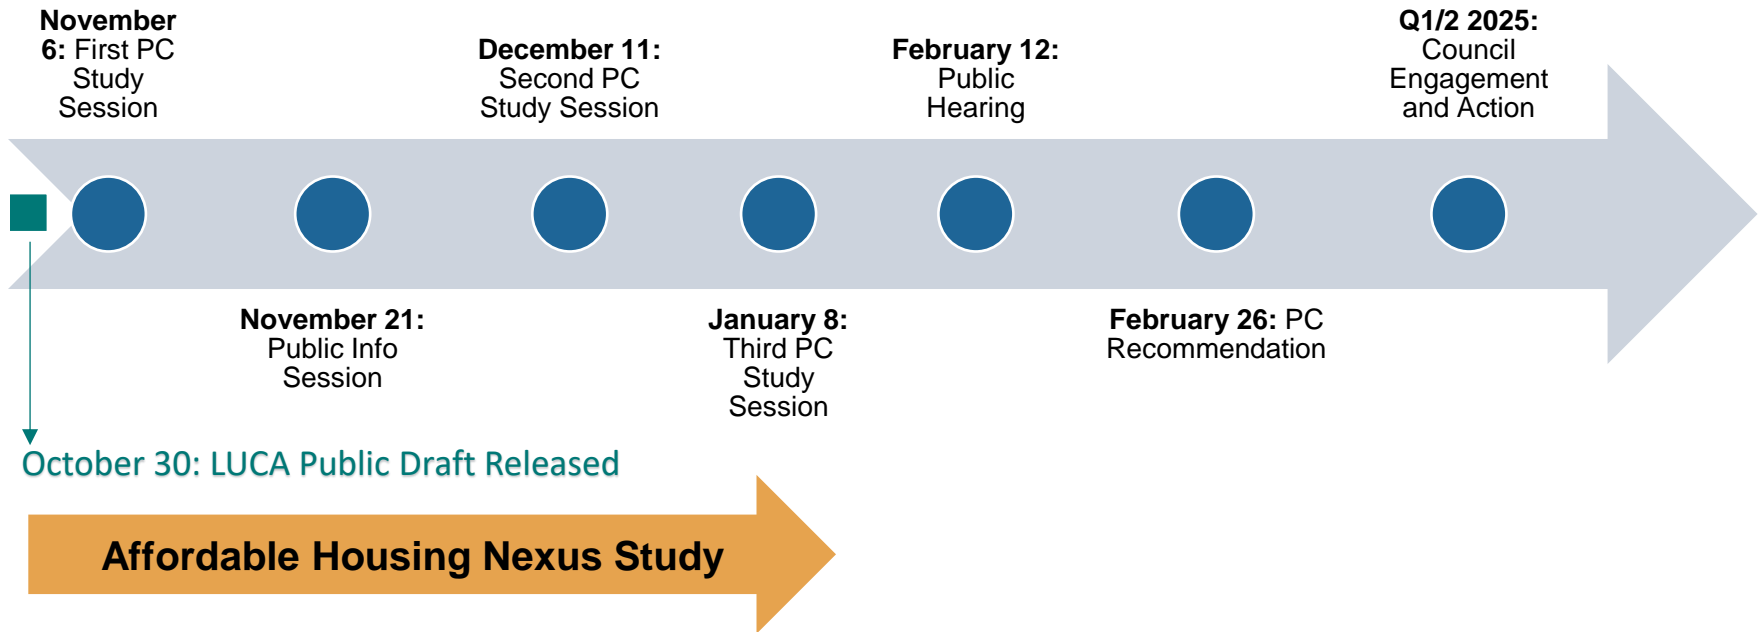 November
6: First PC
Study
Session
December 11:
Second PC
Study Session
February 12:
Public
Hearing
Q1/2 2025:
Council
Engagement
and Action
November 21:
Public Info
Session
January 8:
Third PC
Study
Session
February 26: PC
Recommendation
October 30: LUCA Public Draft Released
Affordable Housing Nexus Study